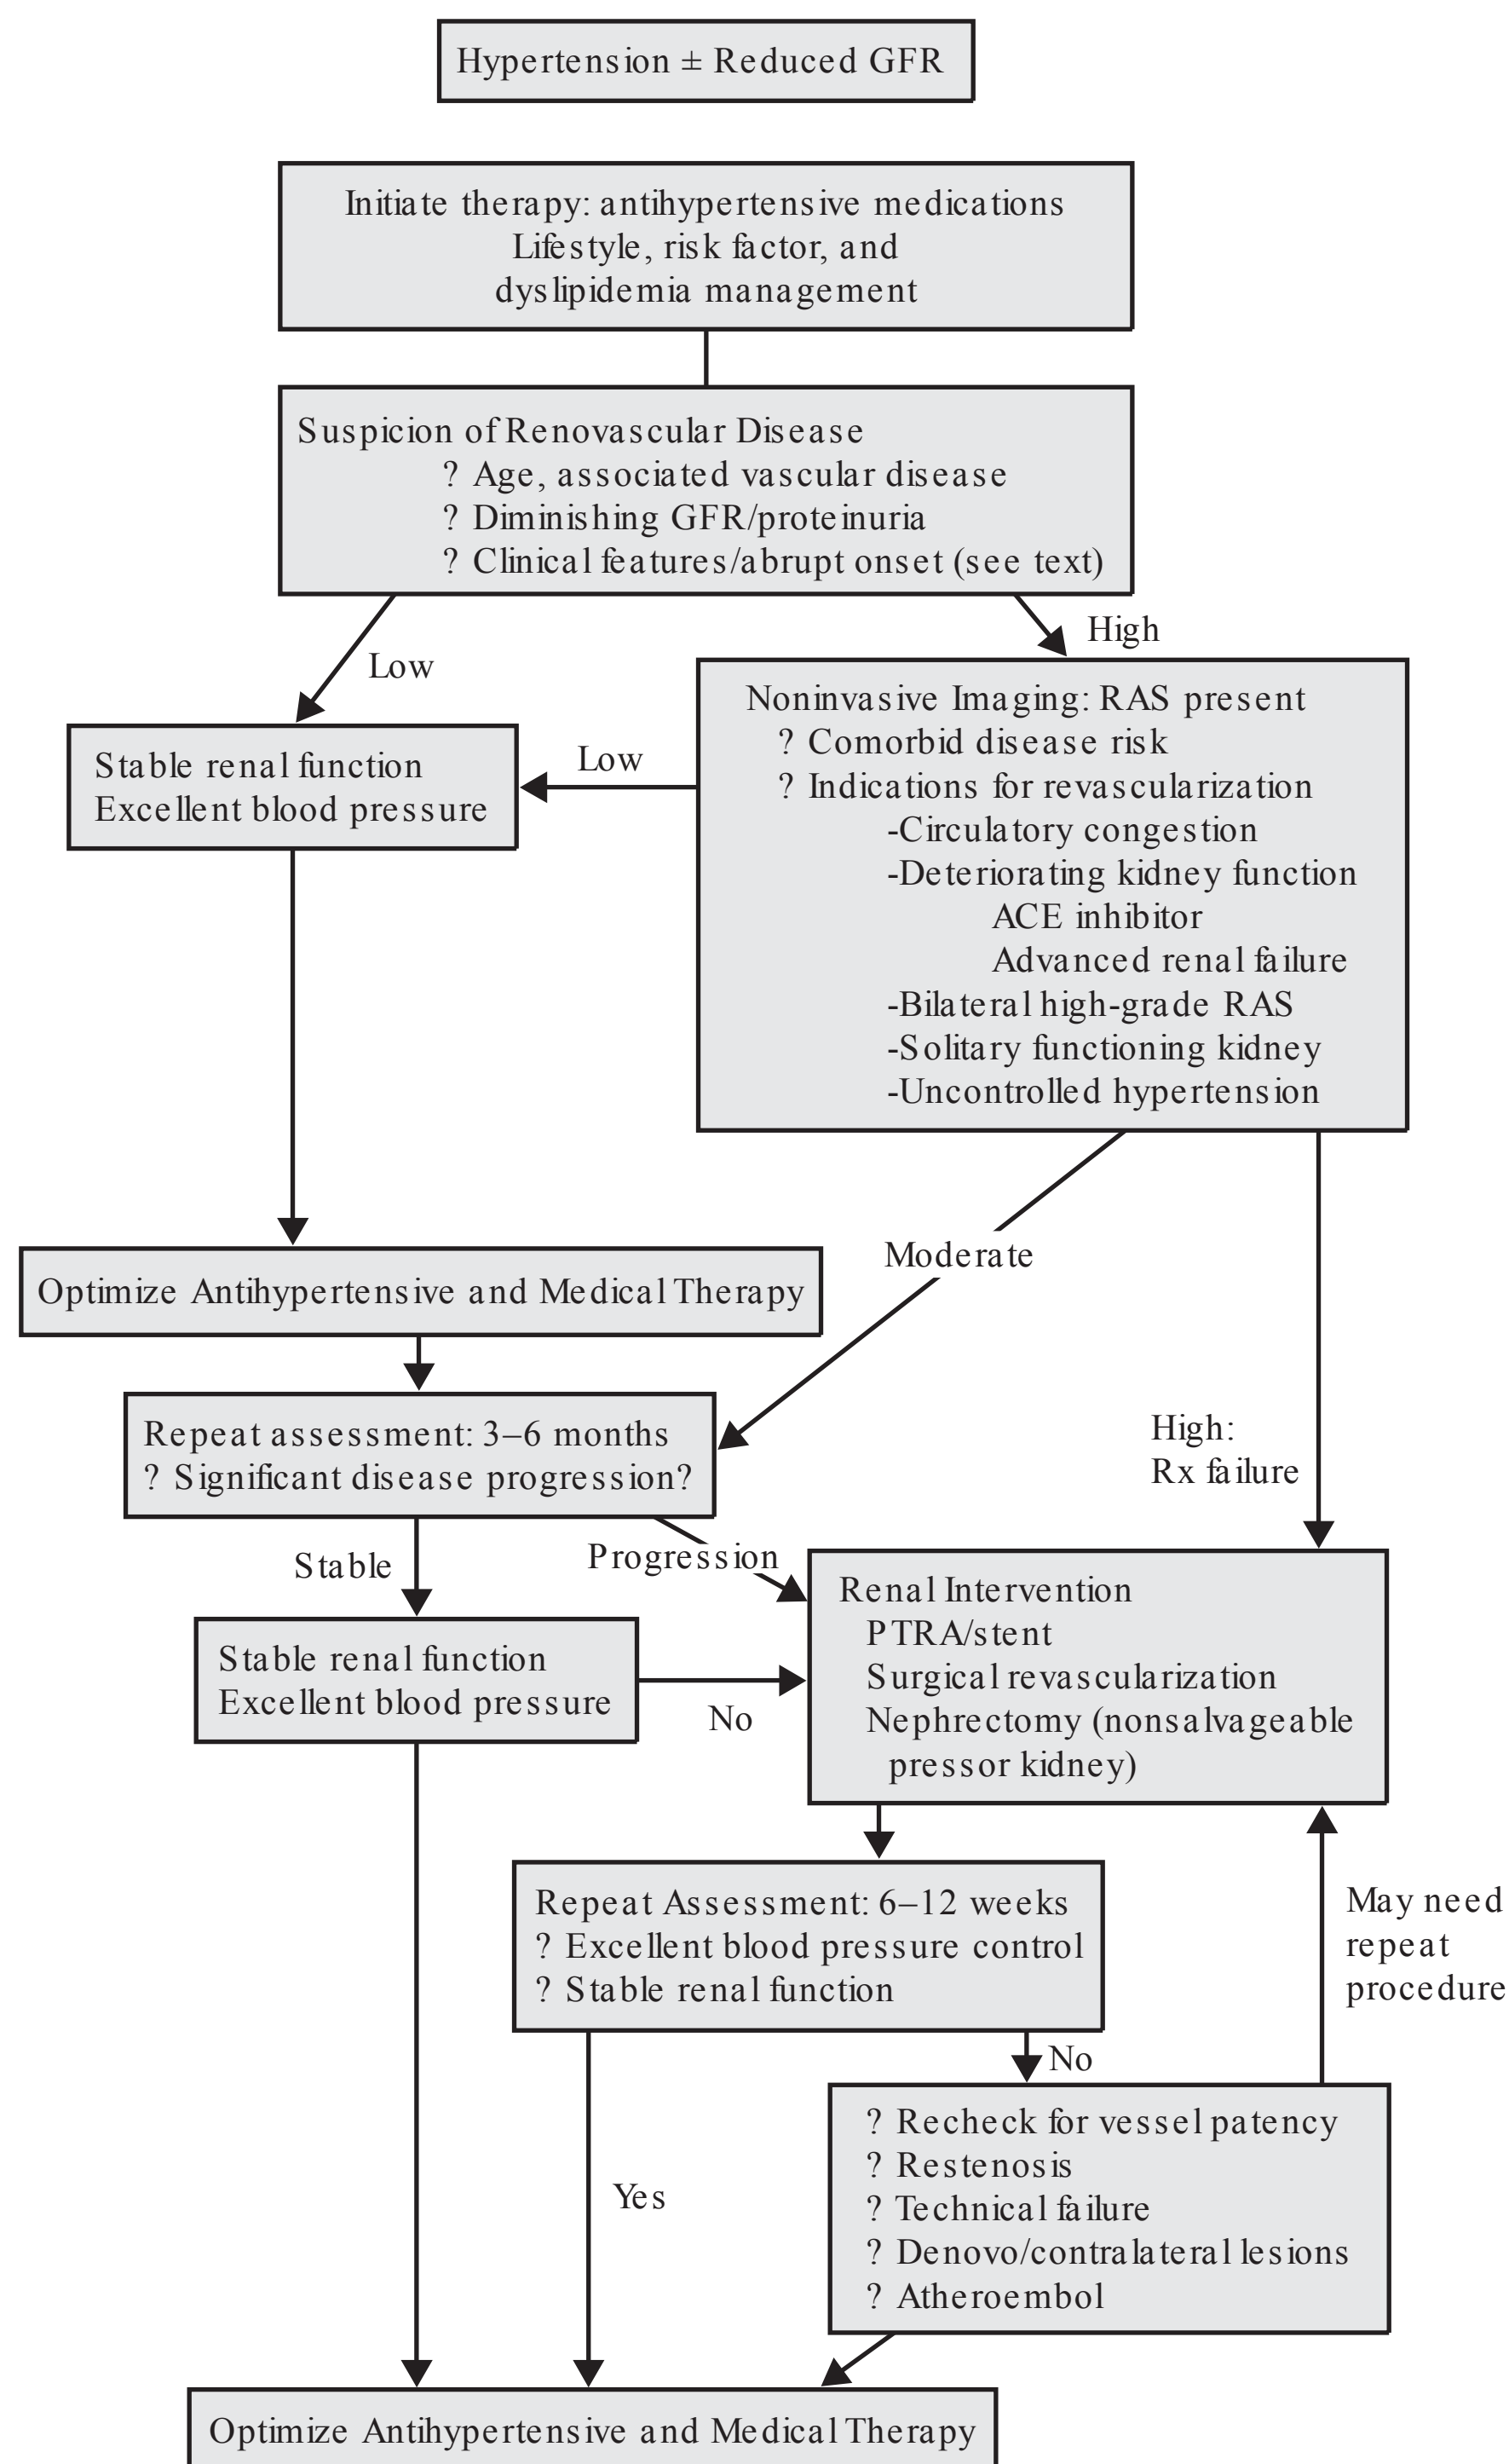 Hypertension ± Reduced GFR
Initiate therapy: antihypertensive medications
Lifestyle, risk factor, and
dyslipidemia management
Suspicion of Renovascular Disease
? Age, associated vascular disease
? Diminishing GFR/proteinuria
? Clinical features/abrupt onset (see text)
Low
High
Stable renal function
Excellent blood pressure
Low
Noninvasive Imaging: RAS present
? Comorbid disease risk
? Indications for revascularization
-Circulatory congestion
-Deteriorating kidney function
ACE inhibitor
Advanced renal failure
-Bilateral high-grade RAS
-Solitary functioning kidney
-Uncontrolled hypertension
Moderate
Optimize Antihypertensive and Medical Therapy
Repeat assessment: 3–6 months
? Significant disease progression?
High:
Rx failure
Stable
Progression
Stable renal function
Excellent blood pressure
No
Renal Intervention
PTRA/stent
Surgical revascularization
Nephrectomy (nonsalvageable
pressor kidney)
Repeat Assessment: 6–12 weeks
? Excellent blood pressure control
? Stable renal function
May need
repeat
procedure
No
Yes
? Recheck for vessel patency
? Restenosis
? Technical failure
? Denovo/contralateral lesions
? Atheroembol
Optimize Antihypertensive and Medical Therapy